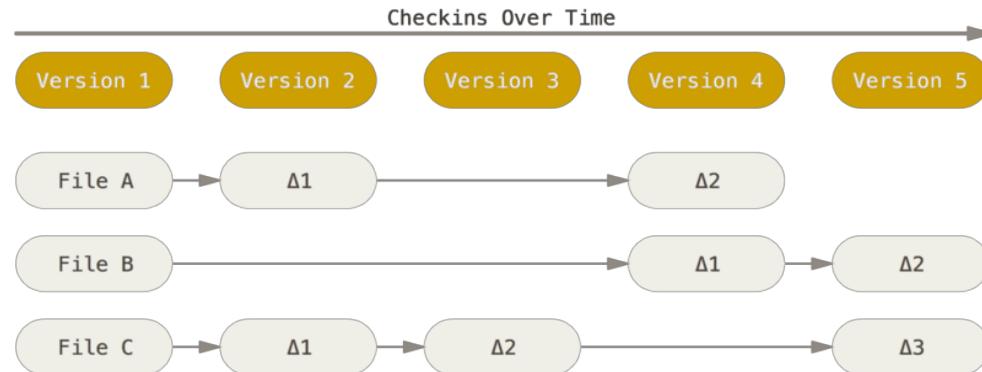 Checkins Over Time
Version 1 Version 2 Version 3 Version 4 Version 5
File A Δ1 Δ2
File B Δ1 Δ2
File C Δ1 Δ2 Δ3